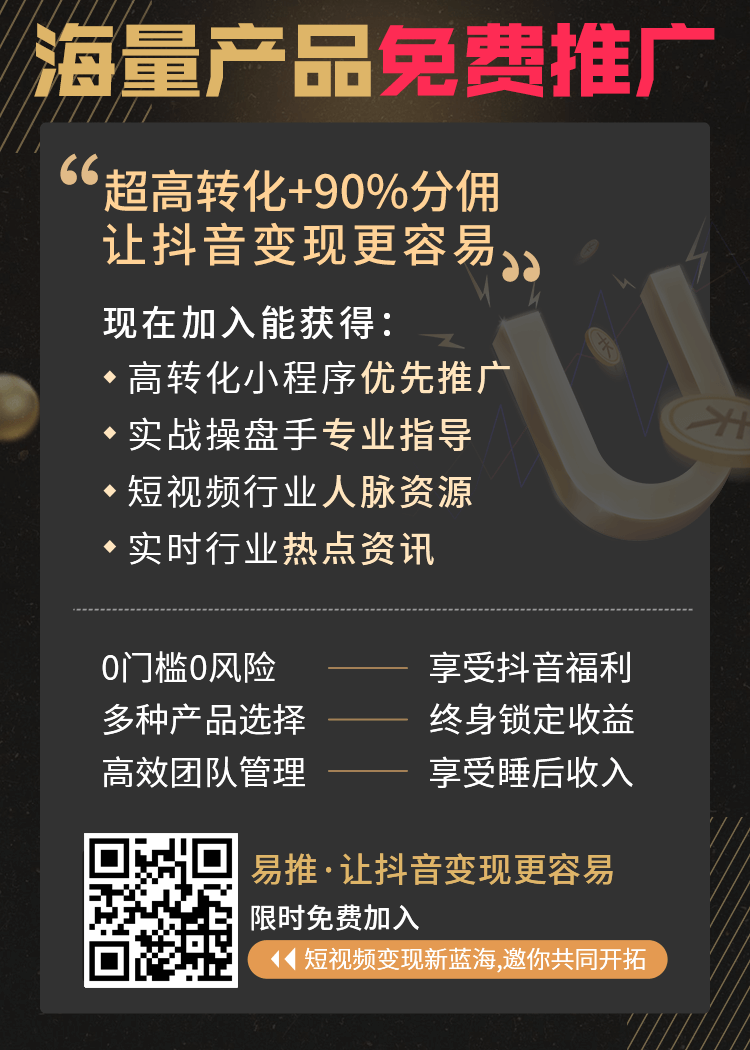 海量产品免费推广
“超高转化+90%分佣
让抖音变现更容易”
现在加入能获得：
高转化小程序优先推广
实战操盘手专业指导
短视频行业人脉资源
实时行业热点资讯
0门槛0风险 享受抖音福利
多种产品选择 终身锁定收益
高效团队管理 享受睡后收入
易推·让抖音变现更容易
限时免费加入
短视频变现新蓝海,邀你共同开拓